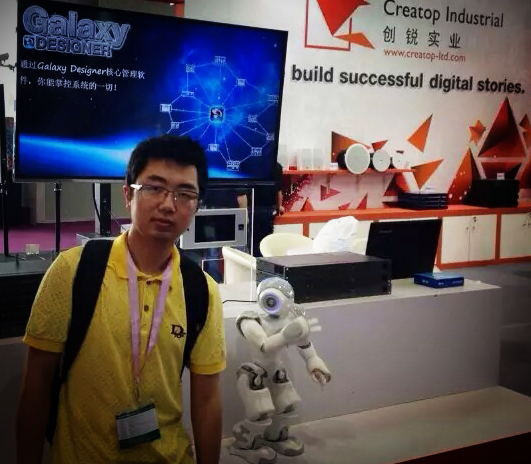 Galaxy
DESIGNER
通过Galaxy Designer核心管理软
件，你能掌控系统的一切！
Creatop Industrial
创锐实业
www.creatop-ltd.com
build successful digital stories.